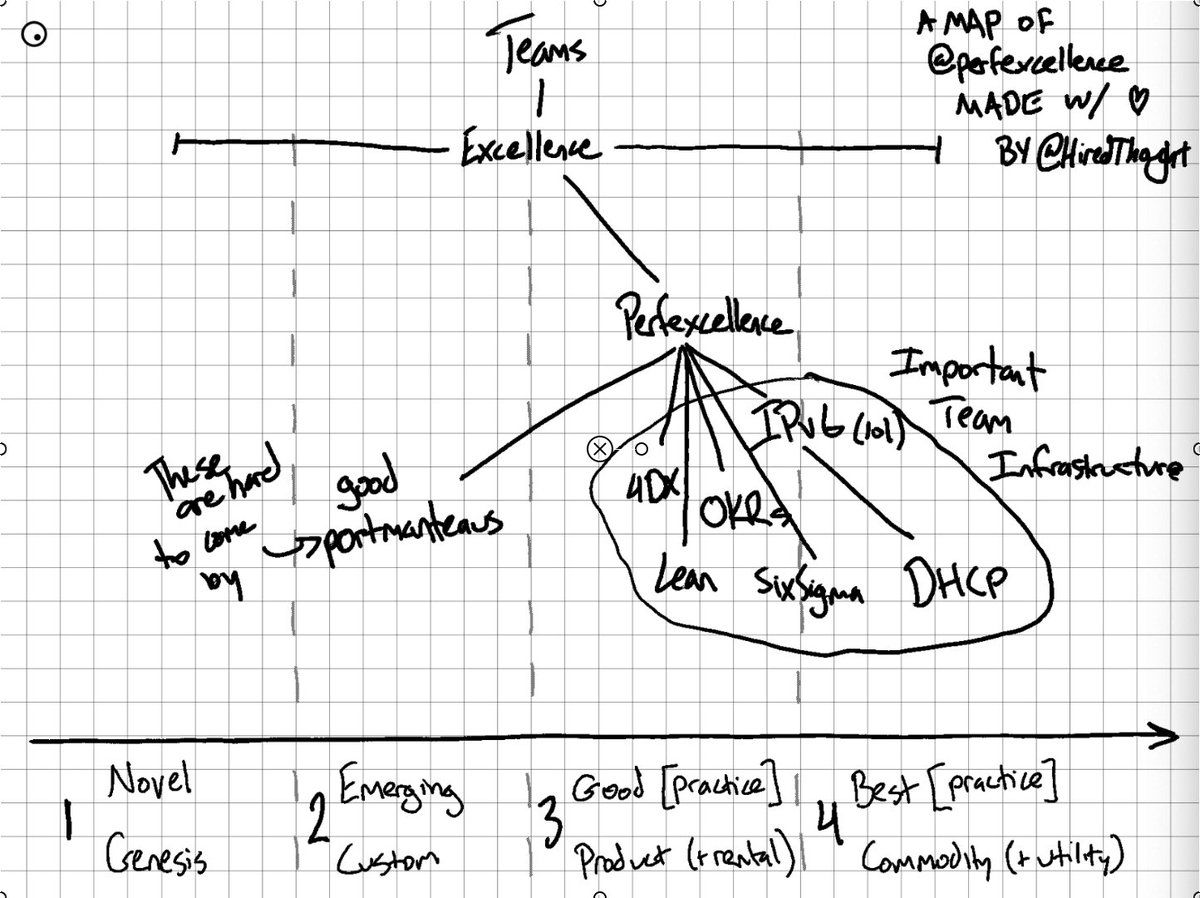 Teams
A MAP OF
@perfexcellence
MADE W/ ♡
BY @HiredThought
Excellence
Perfexcellence
Important
Team
Infrastructure
IPv6 (lol)
4DX
OKRs
Lean
SixSigma
DHCP
These
are hard
to come
by
good
portmanteaus
1
Novel
Genesis
2
Emerging
Custom
3
Good [practice]
Product (+rental)
4
Best [practice]
Commodity (+utility)